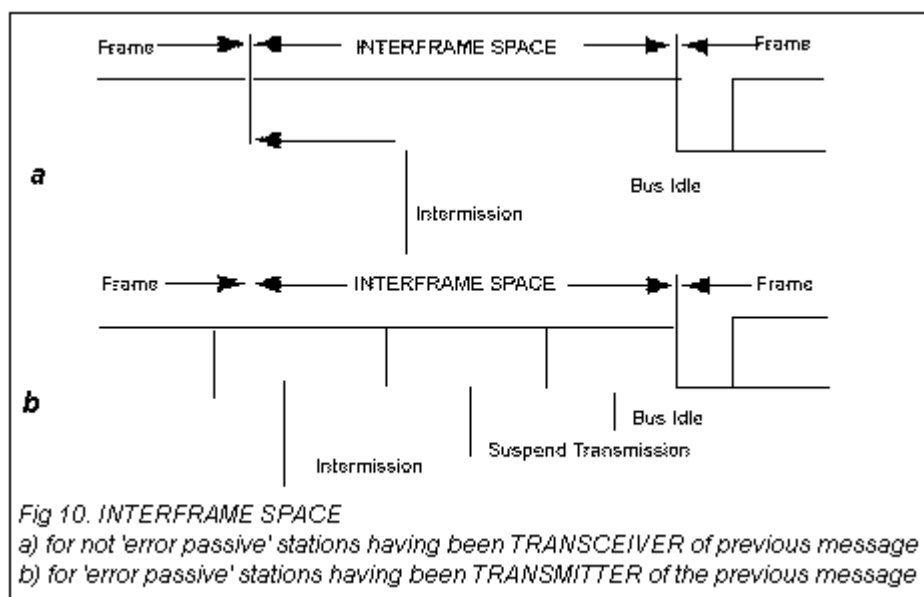 Frame INTERFRAME SPACE Frame
a
Bus Idle
Intermission
Frame INTERFRAME SPACE Frame
b
Bus Idle
Suspend Transmission
Intermission
Fig 10. INTERFRAME SPACE
a) for not 'error passive' stations having been TRANSCEIVER of previous message
b) for 'error passive' stations having been TRANSMITTER of the previous message